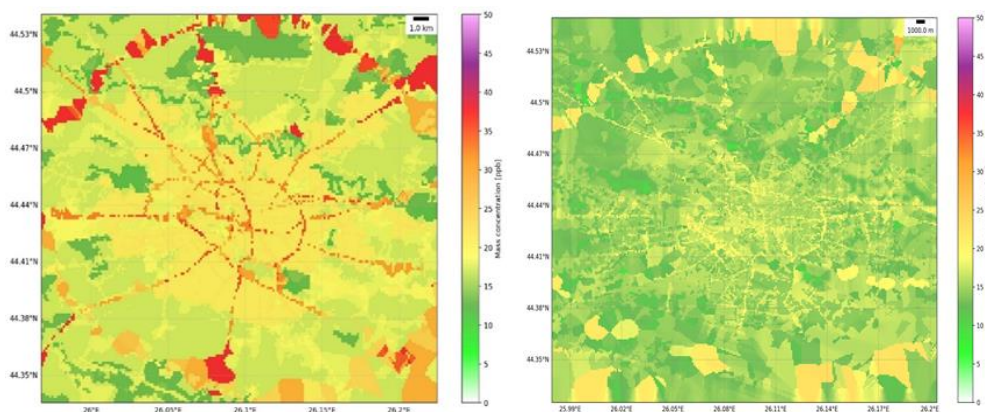 1.0 km
44.53°N
44.5°N
44.47°N
44.44°N
44.41°N
44.38°N
44.35°N
26°E
26.05°E
26.1°E
26.15°E
26.2°E
50
45
40
35
30
25
20
15
10
5
0
Mass concentration [ppb]
1000.0 m
44.53°N
44.5°N
44.47°N
44.44°N
44.41°N
44.38°N
44.35°N
25.99°E
26.02°E
26.05°E
26.08°E
26.11°E
26.14°E
26.17°E
26.2°E
50
45
40
35
30
25
20
15
10
5
0